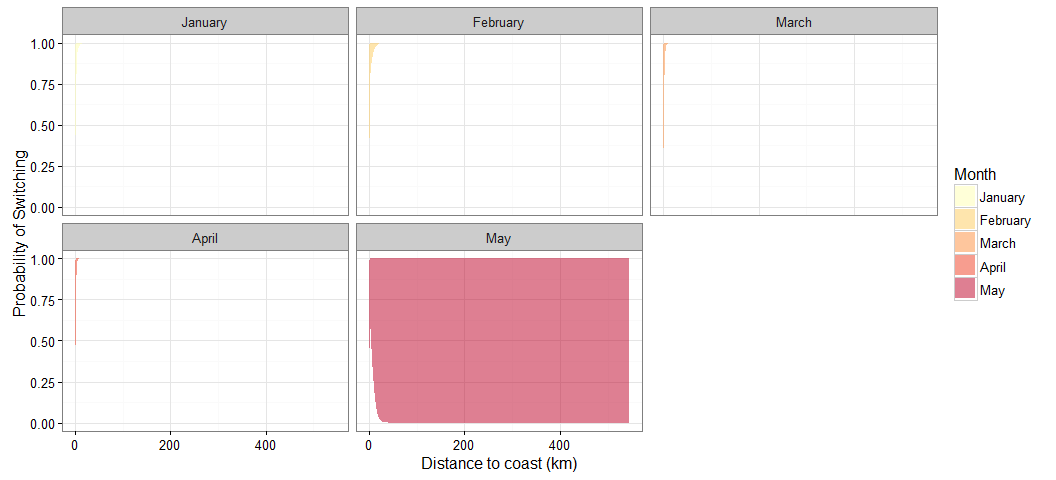 January
February
March
1.00
0.75
0.50
0.25
0.00
April
May
1.00
0.75
0.50
0.25
0.00
0
200
400
0
200
400
Distance to coast (km)
Probability of Switching
Month
January
February
March
April
May